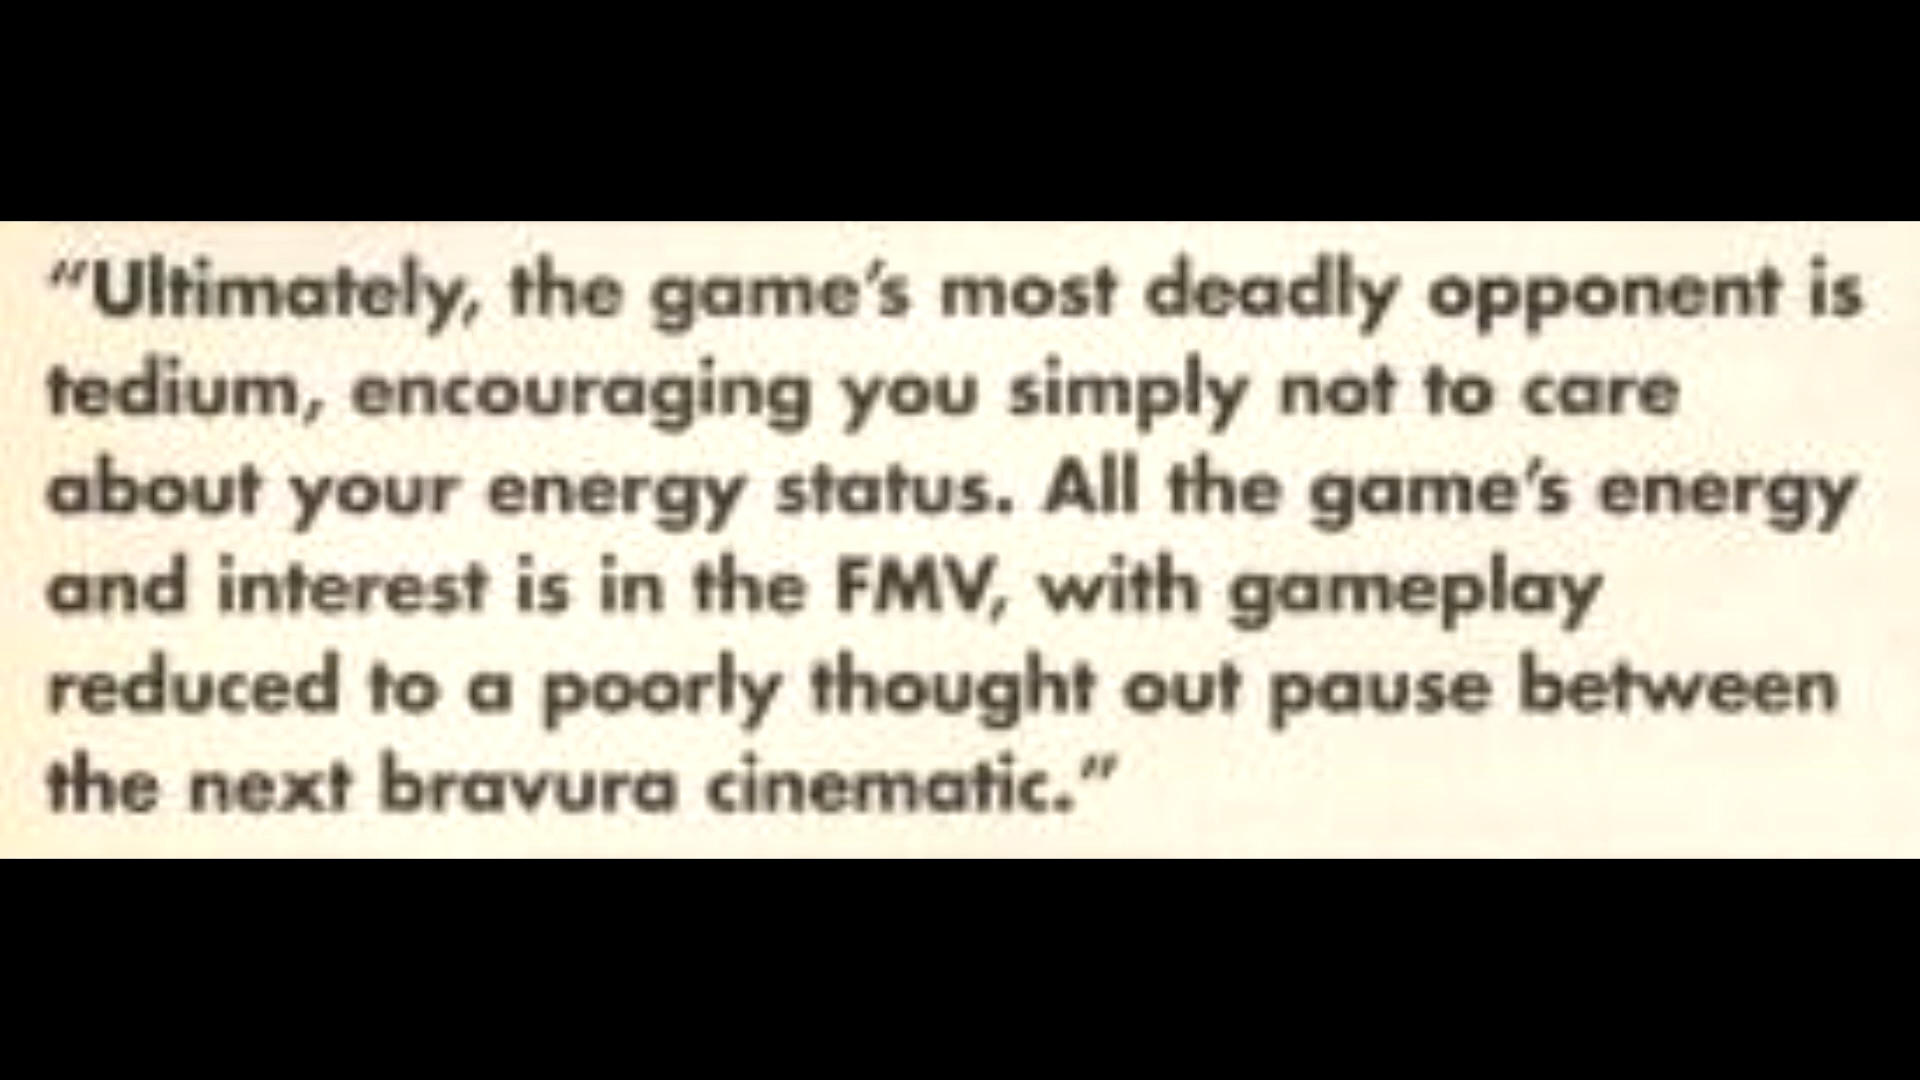 “Ultimately, the game’s most deadly opponent is
tedium, encouraging you simply not to care
about your energy status. All the game’s energy
and interest is in the FMV, with gameplay
reduced to a poorly thought out pause between
the next bravura cinematic.”